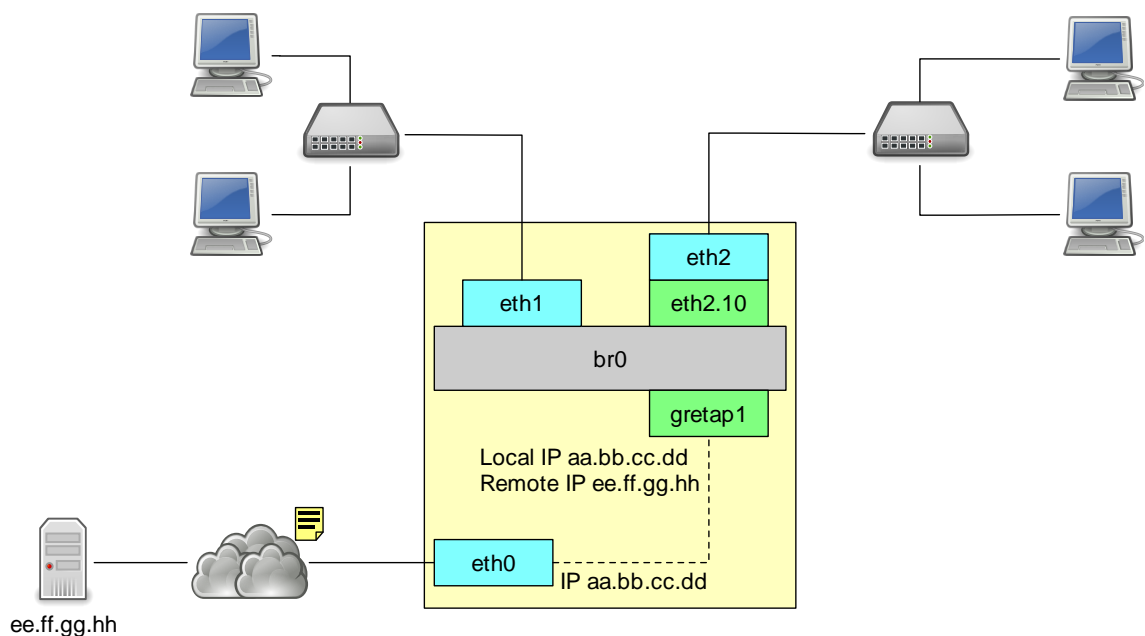 eth2
eth1
eth2.10
br0
gretap1
Local IP aa.bb.cc.dd
Remote IP ee.ff.gg.hh
eth0
IP aa.bb.cc.dd
ee.ff.gg.hh